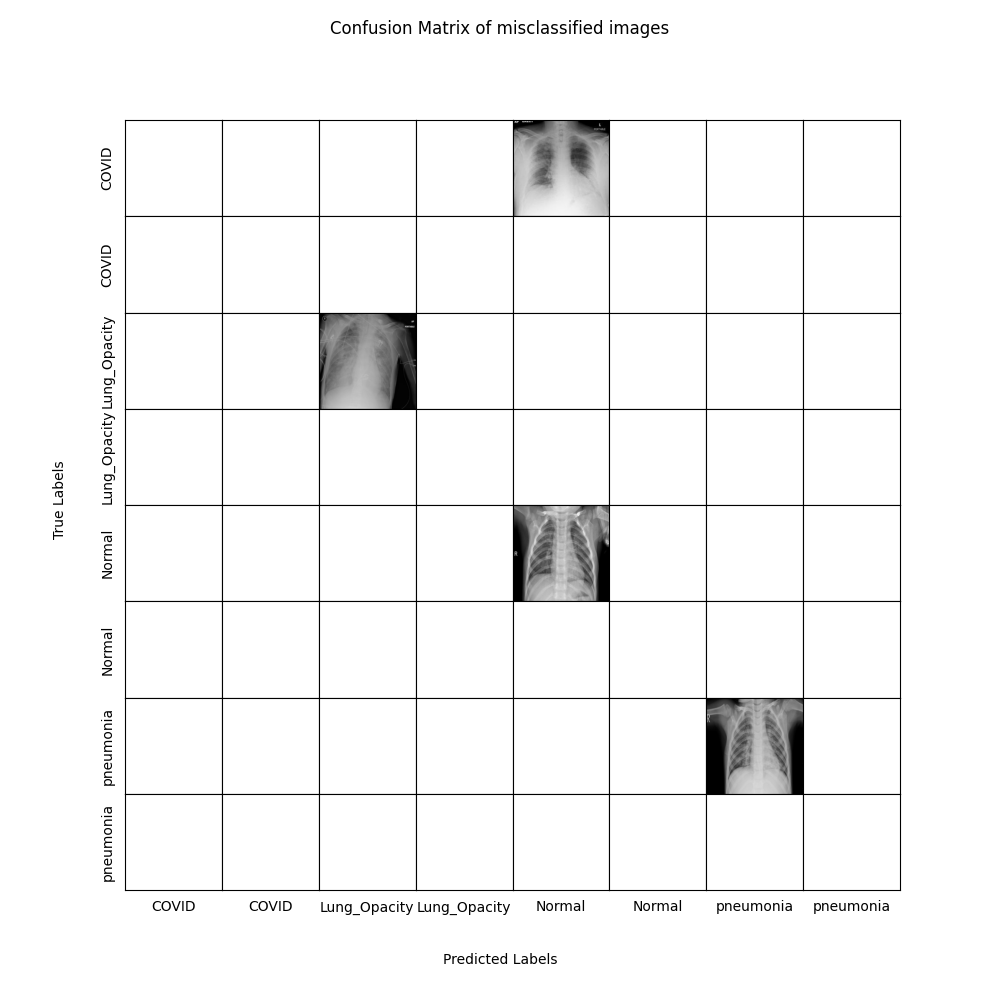 Confusion Matrix of misclassified images
COVID
COVID
Lung_Opacity
Lung_Opacity
Normal
Normal
pneumonia
pneumonia
True Labels
COVID COVID Lung_Opacity Lung_Opacity Normal Normal pneumonia pneumonia
Predicted Labels